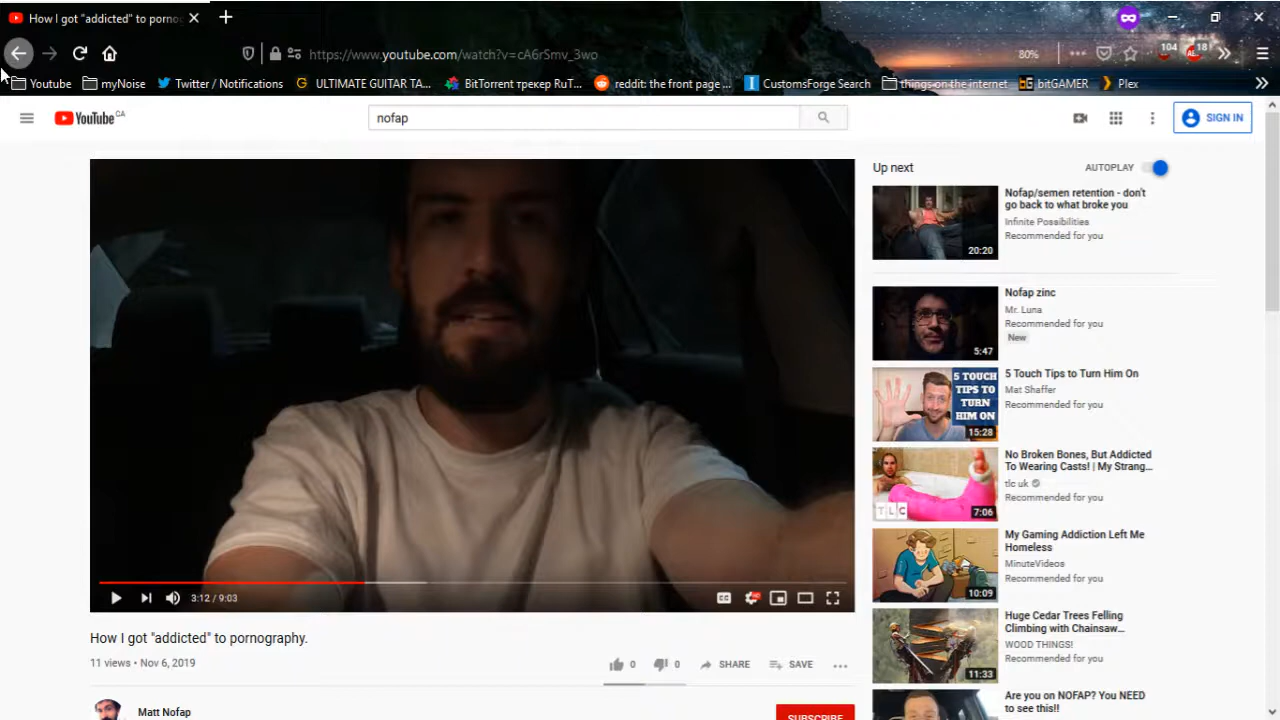 How I got "addicted" to pornog
https://www.youtube.com/watch?v=cA6rSmv_3wo
80%
104
18
Youtube
myNoise
Twitter / Notifications
ULTIMATE GUITAR TA...
BitTorrent трекер RuT...
reddit: the front page ...
CustomsForge Search
things on the internet
bitGAMER
Plex
YouTube CA
nofap
SIGN IN
Up next
AUTOPLAY
Nofap/semen retention - don't
go back to what broke you
Infinite Possibilities
Recommended for you
20:20
Nofap zinc
Mr. Luna
Recommended for you
New
5:47
5 TOUCH
TIPS TO
TURN
HIM ON
15:28
5 Touch Tips to Turn Him On
Mat Shaffer
Recommended for you
No Broken Bones, But Addicted
To Wearing Casts! | My Strang...
tlc uk
Recommended for you
TLC
7:06
My Gaming Addiction Left Me
Homeless
MinuteVideos
Recommended for you
10:09
Huge Cedar Trees Felling
Climbing with Chainsaw...
WOOD THINGS!
Recommended for you
11:33
Are you on NOFAP? You NEED
to see this!!
3:12 / 9:03
CC
HD
How I got "addicted" to pornography.
11 views • Nov 6, 2019
0
0
SHARE
SAVE
Matt Nofap
SUBSCRIBE